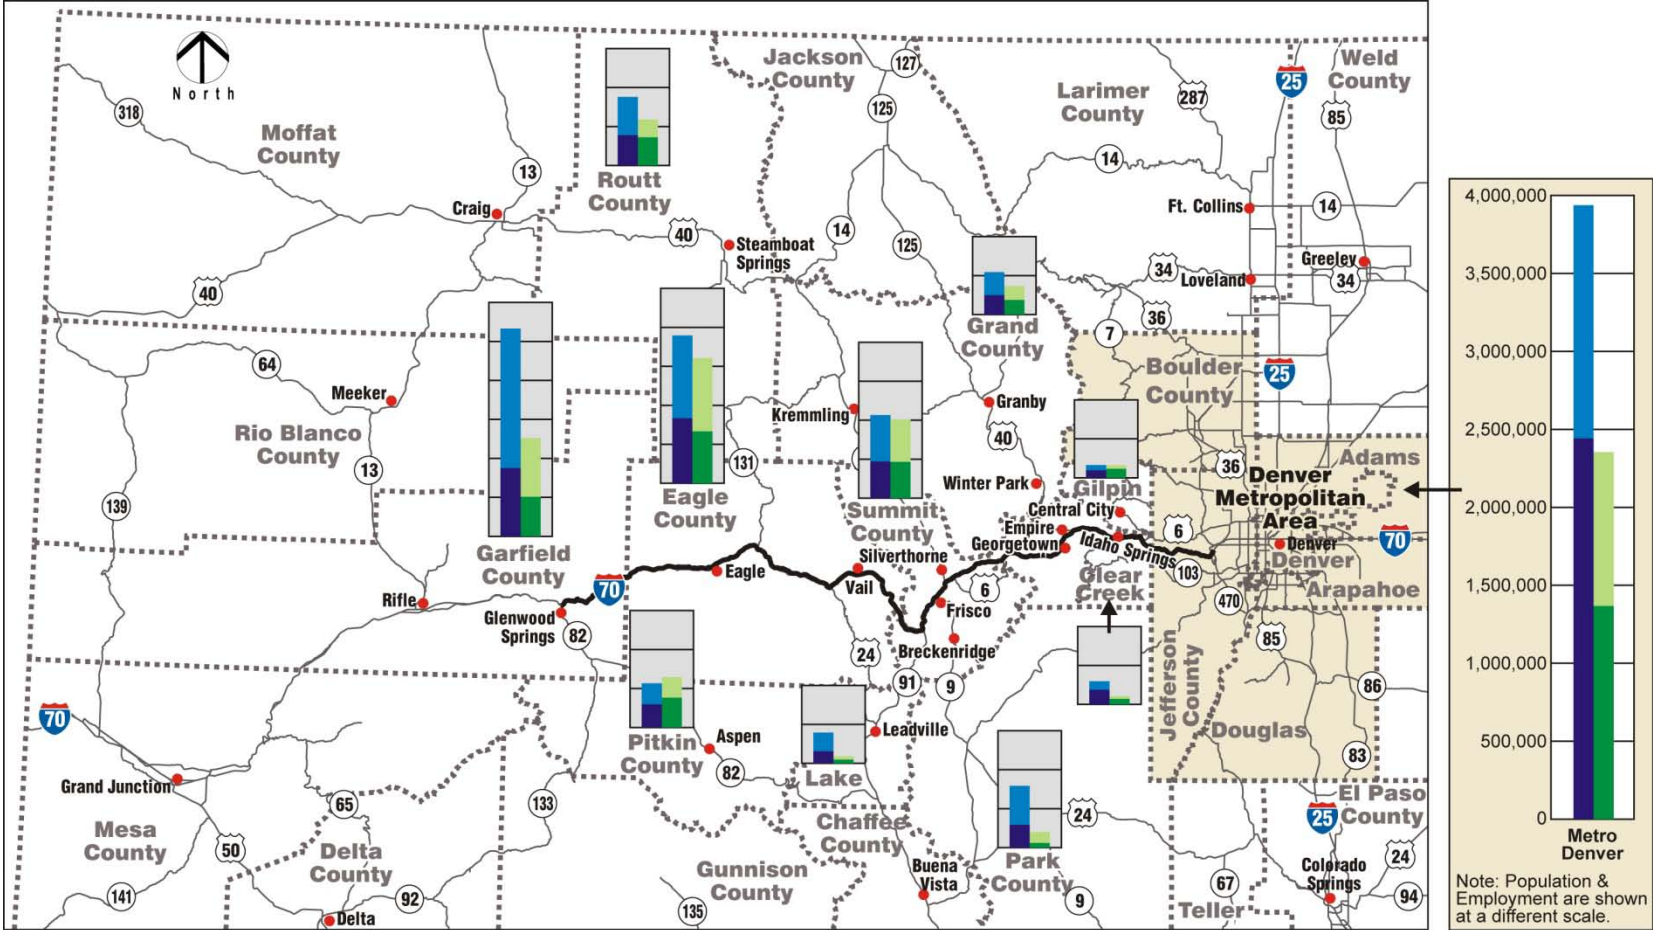 North
318
Moffat
County
13
Craig
40
40
Routt
County
Steamboat
Springs
Jackson
County
127
125
14
125
Larimer
County
287
14
25
Weld
County
85
Ft. Collins
14
34
Loveland
Greeley
34
36
7
Grand
County
Boulder
County
25
64
Meeker
Rio Blanco
County
13
139
Garfield
County
Eagle
County
131
Kremmling
Summit
County
Granby
40
Winter Park
Gilpin
Central City
Empire
Georgetown
Idaho Springs
6
36
Denver
Metropolitan
Area
Adams
Denver
Denver
70
Arapahoe
103
470
85
Clear
Creek
Silverthorne
6
Vail
Frisco
Breckenridge
Eagle
70
Rifle
Glenwood
Springs
82
24
91
9
Jefferson
County
Douglas
86
83
70
Grand Junction
Pitkin
County
Aspen
82
Lake
Leadville
Mesa
County
65
133
50
Delta
County
141
92
Delta
Gunnison
County
135
Chaffee
County
Buena
Vista
Park
County
24
9
67
Teller
25
El Paso
County
Colorado
Springs
24
94
4,000,000
3,500,000
3,000,000
2,500,000
2,000,000
1,500,000
1,000,000
500,000
0
Metro
Denver
Note: Population &
Employment are shown
at a different scale.